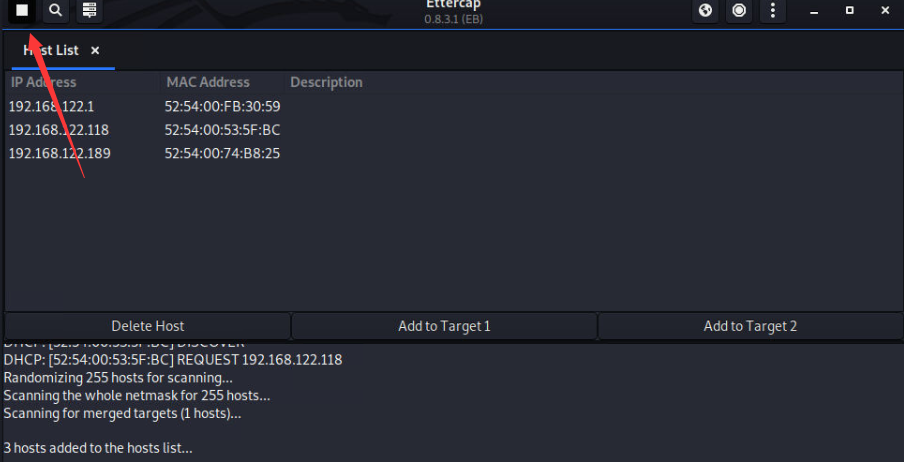 Ettercap
0.8.3.1 (EB)
Host List ×
IP Address MAC Address Description
192.168.122.1 52:54:00:FB:30:59
192.168.122.118 52:54:00:53:5F:BC
192.168.122.189 52:54:00:74:B8:25
Delete Host Add to Target 1 Add to Target 2
DHCP: [52:54:00:53:5F:BC] DISCOVER
DHCP: [52:54:00:53:5F:BC] REQUEST 192.168.122.118
Randomizing 255 hosts for scanning...
Scanning the whole netmask for 255 hosts...
Scanning for merged targets (1 hosts)...
3 hosts added to the hosts list...